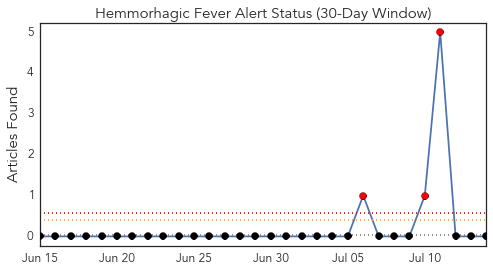 Hemmorhagic Fever Alert Status (30-Day Window)
Articles Found
5
4
3
2
1
0
Jun 15
Jun 20
Jun 25
Jun 30
Jul 05
Jul 10